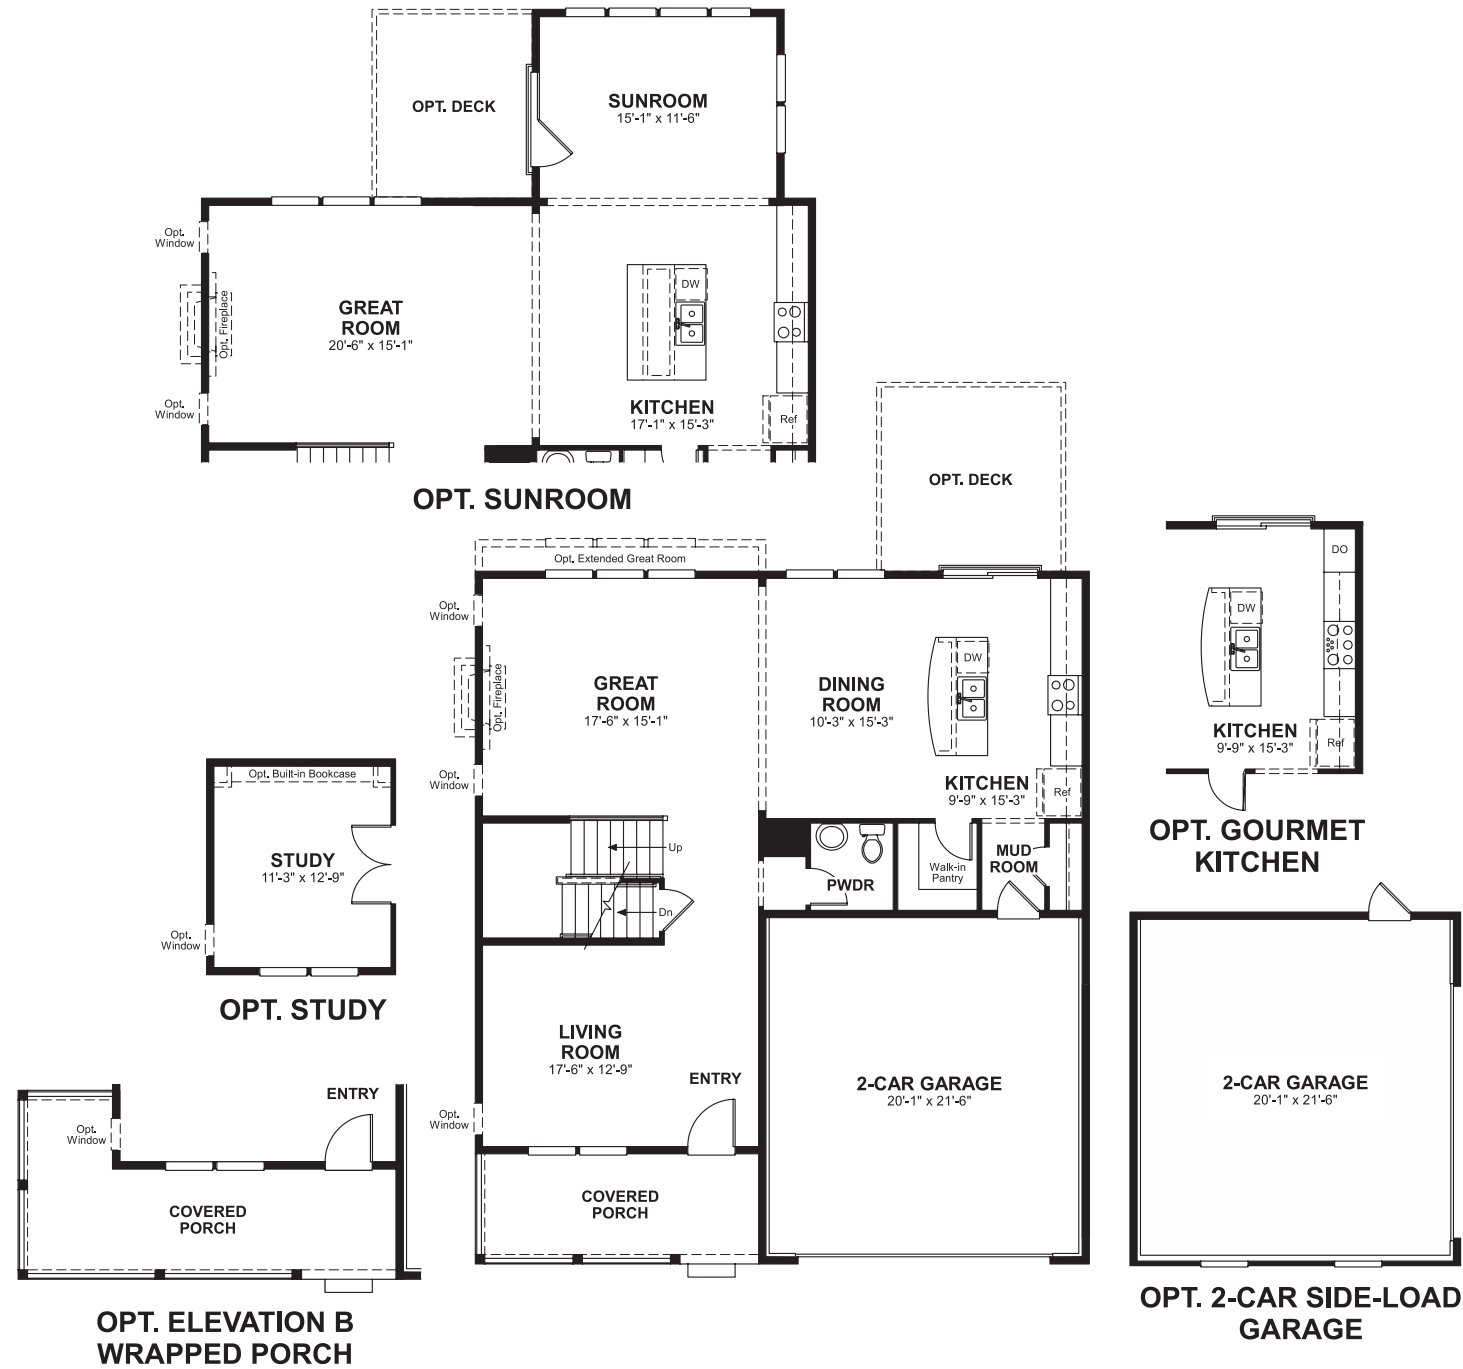 OPT. DECK
SUNROOM
15'-1" x 11'-6"
Opt.
Window
Opt. Fireplace
GREAT
ROOM
20'-6" x 15'-1"
DW
Opt.
Window
KITCHEN
17'-1" x 15'-3"
Ref
OPT. SUNROOM
OPT. DECK
Opt. Extended Great Room
Opt.
Window
Opt. Fireplace
GREAT
ROOM
17'-6" x 15'-1"
DINING
ROOM
10'-3" x 15'-3"
DW
Opt.
Window
KITCHEN
9'-9" x 15'-3"
Ref
Up
Dn
PWDR
Walk-in
Pantry
MUD
ROOM
LIVING
ROOM
17'-6" x 12'-9"
ENTRY
Opt.
Window
2-CAR GARAGE
20'-1" x 21'-6"
COVERED
PORCH
DO
DW
KITCHEN
9'-9" x 15'-3"
Ref
OPT. GOURMET
KITCHEN
Opt. Built-in Bookcase
STUDY
11'-3" x 12'-9"
Opt.
Window
OPT. STUDY
ENTRY
Opt.
Window
COVERED
PORCH
OPT. ELEVATION B
WRAPPED PORCH
2-CAR GARAGE
20'-1" x 21'-6"
OPT. 2-CAR SIDE-LOAD
GARAGE